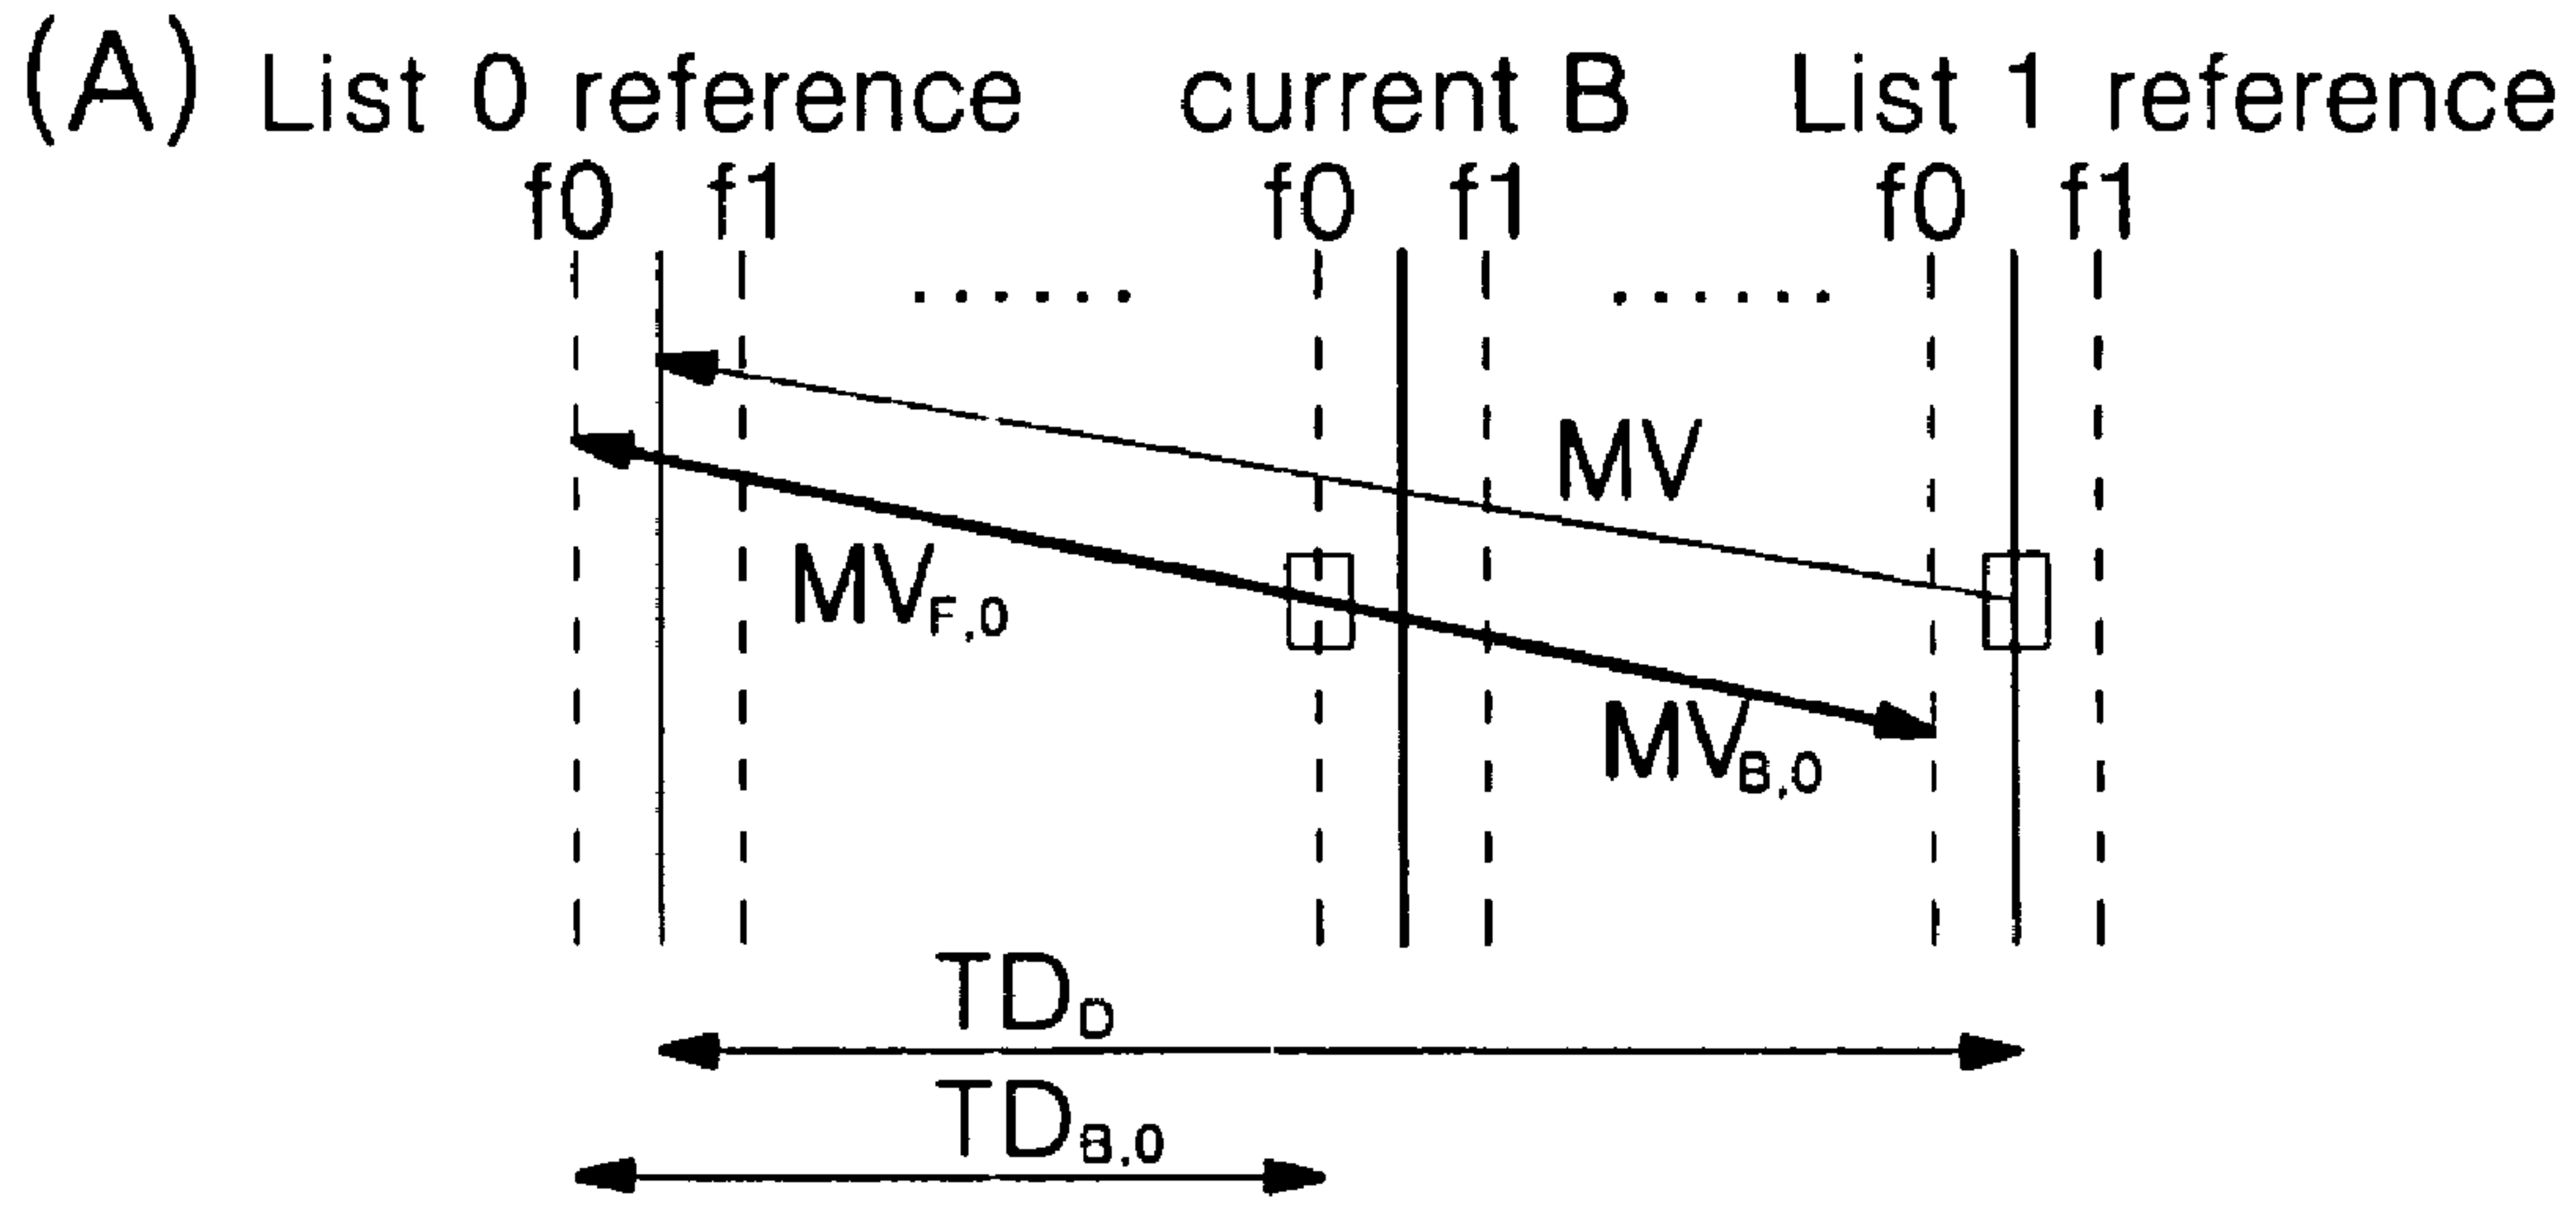 (A) List 0 reference current B List 1 reference
f0 f1 f0 f1 f0 f1
......
......
MV
MVF,0
MVB,0
TDD
TDB,0